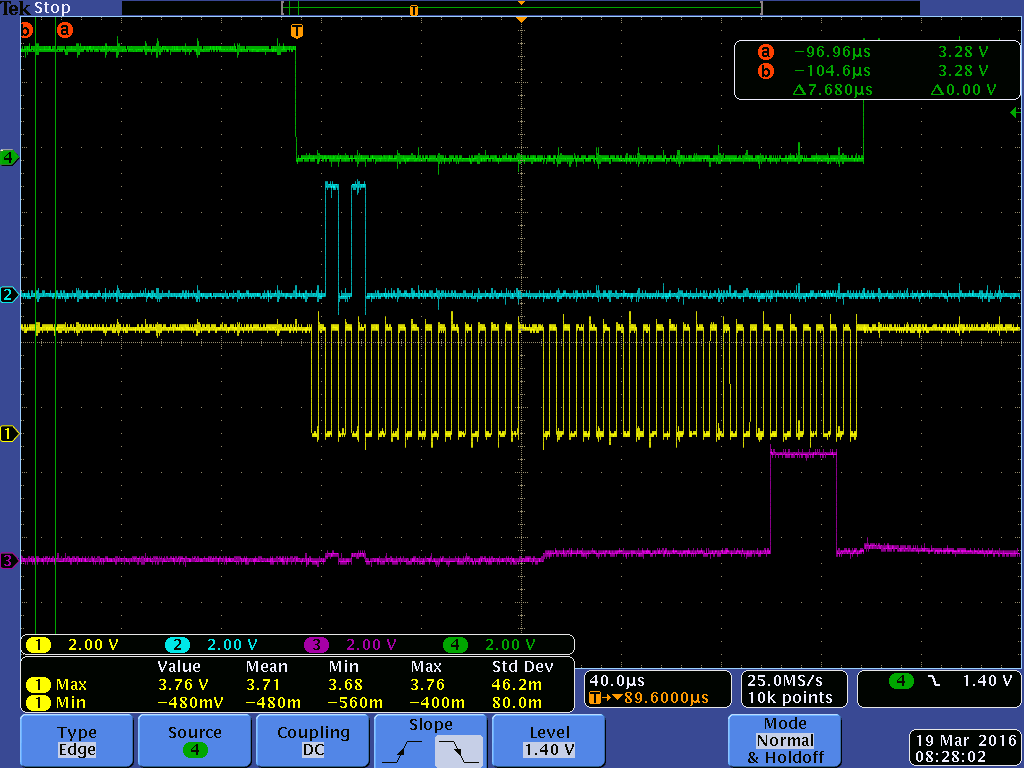 Tek Stop
T
b a T
a −96.96µs 3.28 V
b −104.6µs 3.28 V
Δ7.680µs Δ0.00 V
4
2
1
3
1 2.00 V 2 2.00 V 3 2.00 V 4 2.00 V
Value Mean Min Max Std Dev
1 Max 3.76 V 3.71 3.68 3.76 46.2m
1 Min −480mV −480m −560m −400m 80.0m
40.0µs
T→▼89.6000µs
25.0MS/s
10k points
4 1.40 V
Type
Edge
Source
4
Coupling
DC
Slope
Level
1.40 V
Mode
Normal
& Holdoff
19 Mar 2016
08:28:02